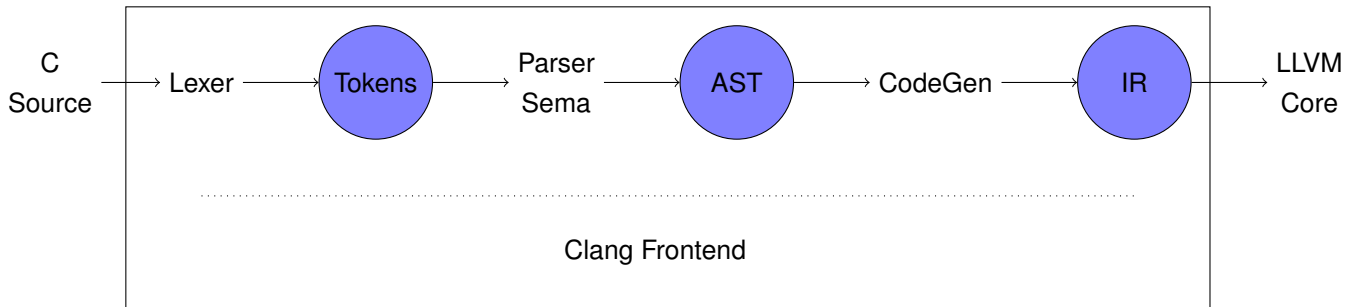 C
Source
Lexer
Tokens
Parser
Sema
AST
CodeGen
IR
LLVM
Core
Clang Frontend